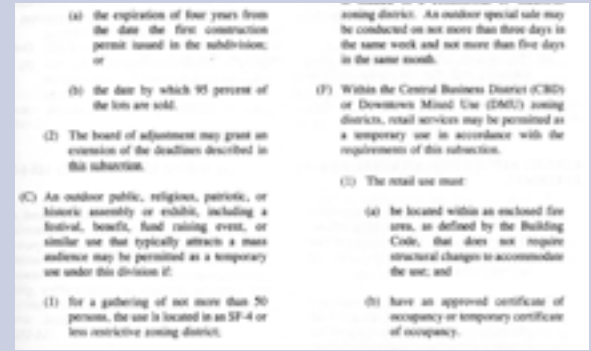 (a) the expiration of four years from
the date the first construction
permit issued in the subdivision;
or
(b) the date by which 95 percent of
the lots are sold.
(2) The board of adjustment may grant an
extension of the deadlines described in
this subsection.
(C) An outdoor public, religious, patriotic, or
historic assembly or exhibit, including a
festival, benefit, fund raising event, or
similar use that typically attracts a mass
audience may be permitted as a temporary
use under this division if:
(1) for a gathering of not more than 50
persons, the use is located in an SF-4 or
less restrictive zoning district;
zoning district. An outdoor special sale may
be conducted on not more than three days in
the same week and not more than five days
in the same month.
(F) Within the Central Business District (CBD)
or Downtown Mixed Use (DMU) zoning
districts, retail services may be permitted as
a temporary use in accordance with the
requirements of this subsection.
(1) The retail use must:
(a) be located within an enclosed fire
area, as defined by the Building
Code, that does not require
structural changes to accommodate
the use; and
(b) have an approved certificate of
occupancy or temporary certificate
of occupancy.